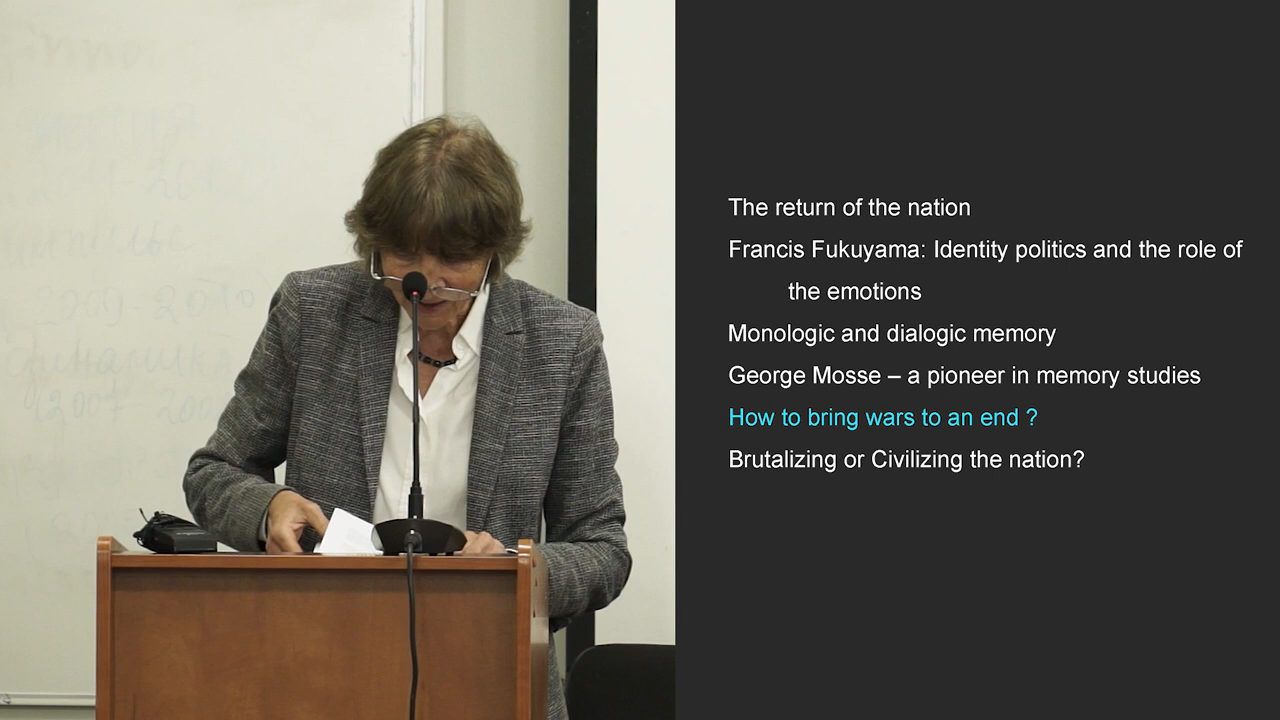 The return of the nation
Francis Fukuyama: Identity politics and the role of
the emotions
Monologic and dialogic memory
George Mosse – a pioneer in memory studies
How to bring wars to an end ?
Brutalizing or Civilizing the nation?